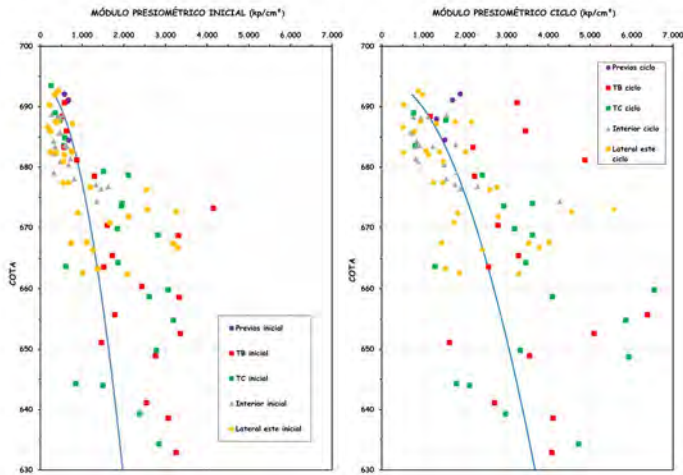 MÓDULO PRESIOMÉTRICO INICIAL (kp/cm²)
0 1.000 2.000 3.000 4.000 5.000 6.000 7.000
700
690
680
670
660
650
640
630
COTA
Previos inicial
TB inicial
TC inicial
Interior inicial
Lateral este inicial
MÓDULO PRESIOMÉTRICO CICLO (kp/cm²)
0 1.000 2.000 3.000 4.000 5.000 6.000 7.000
700
690
680
670
660
650
640
630
COTA
Previos ciclo
TB ciclo
TC ciclo
Interior ciclo
Lateral este
ciclo